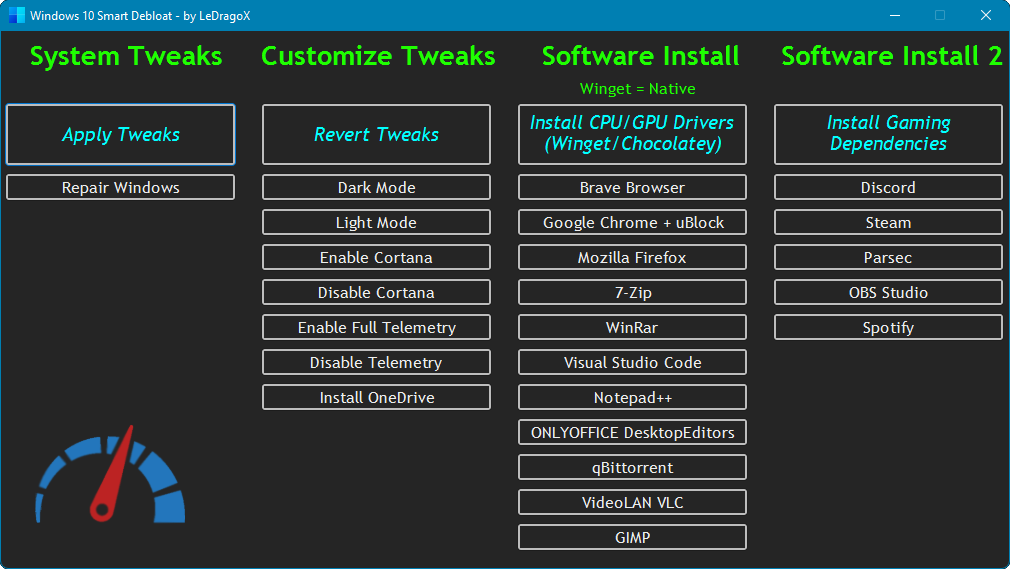 Windows 10 Smart Debloat - by LeDragoX
System Tweaks
Apply Tweaks
Repair Windows
Customize Tweaks
Revert Tweaks
Dark Mode
Light Mode
Enable Cortana
Disable Cortana
Enable Full Telemetry
Disable Telemetry
Install OneDrive
Software Install
Winget = Native
Install CPU/GPU Drivers
(Winget/Chocolatey)
Brave Browser
Google Chrome + uBlock
Mozilla Firefox
7-Zip
WinRar
Visual Studio Code
Notepad++
ONLYOFFICE DesktopEditors
qBittorrent
VideoLAN VLC
GIMP
Software Install 2
Install Gaming
Dependencies
Discord
Steam
Parsec
OBS Studio
Spotify